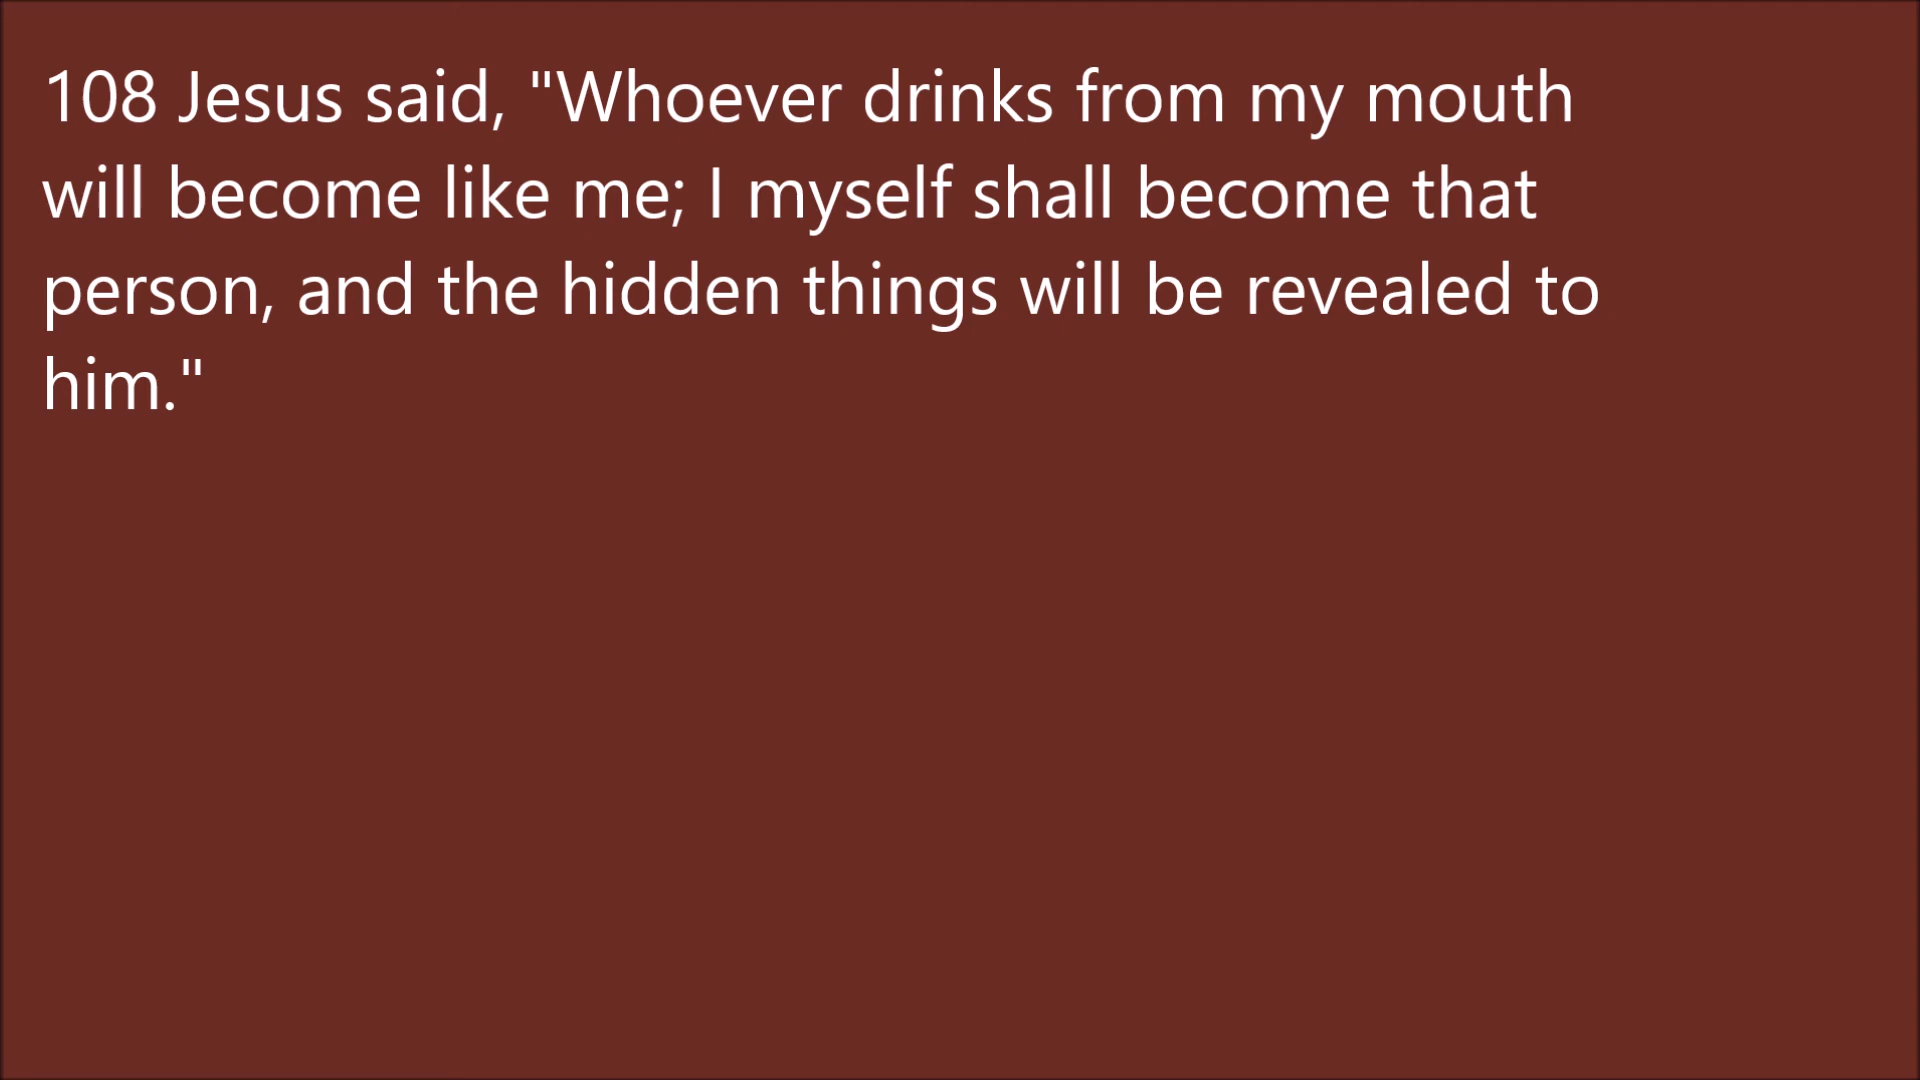 108 Jesus said, "Whoever drinks from my mouth
will become like me; I myself shall become that
person, and the hidden things will be revealed to
him."